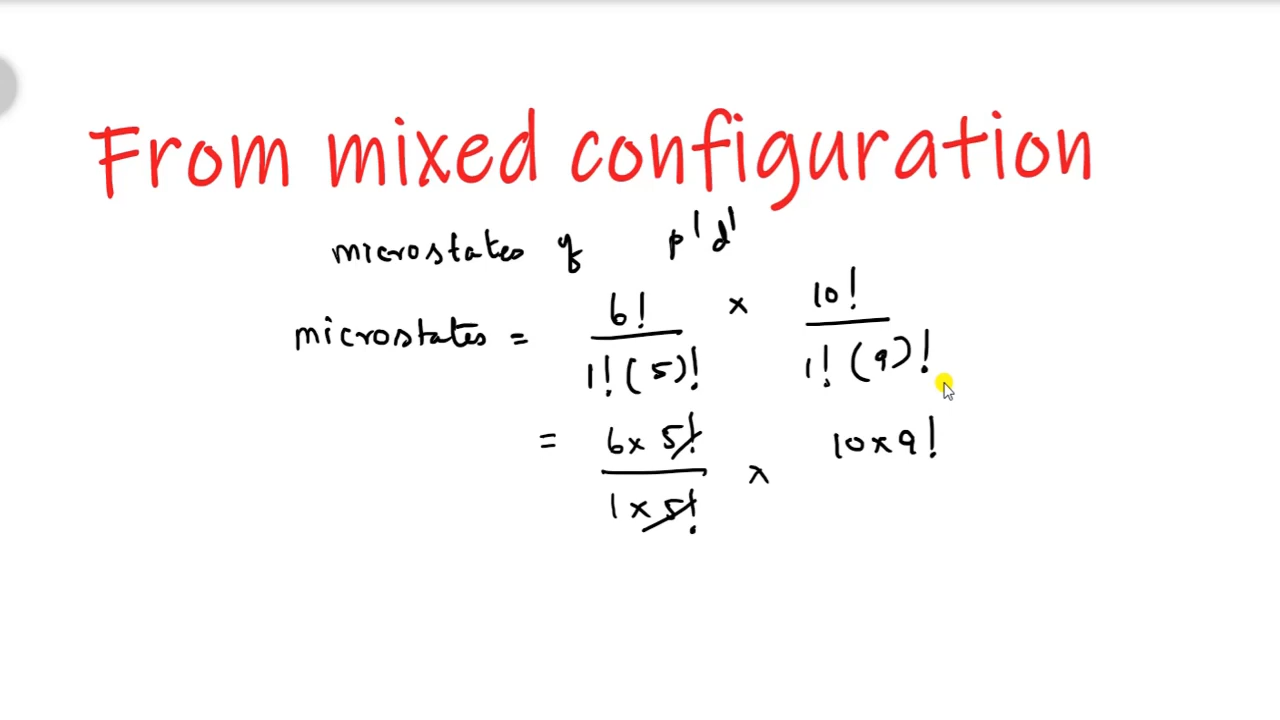 From mixed configuration
microstates of p¹d¹
microstates = 6!/1!(5)! × 10!/1!(9)!
= 6×5!/1×5! × 10×9!